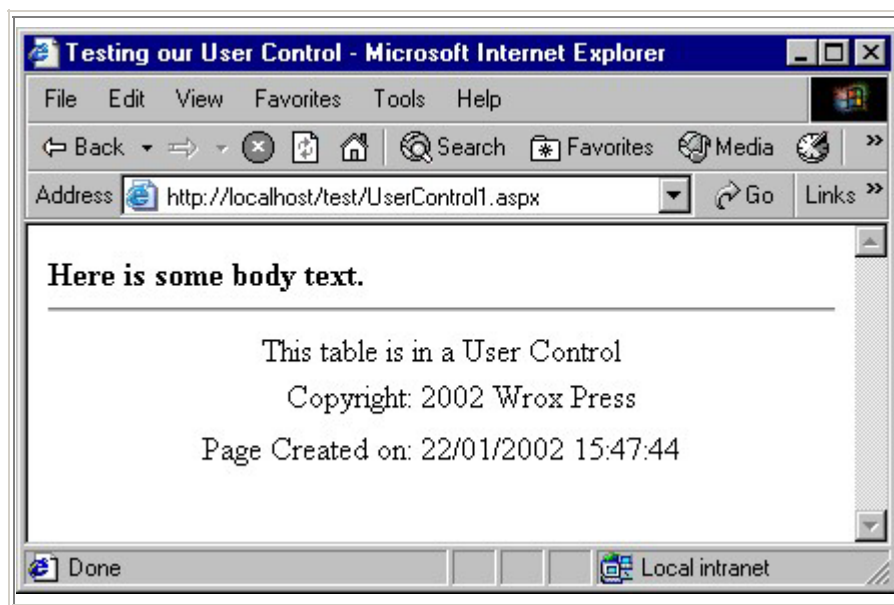 Testing our User Control - Microsoft Internet Explorer
File Edit View Favorites Tools Help
Back Search Favorites Media »
Address http://localhost/test/UserControl1.aspx Go Links »
Here is some body text.
This table is in a User Control
Copyright: 2002 Wrox Press
Page Created on: 22/01/2002 15:47:44
Done Local intranet